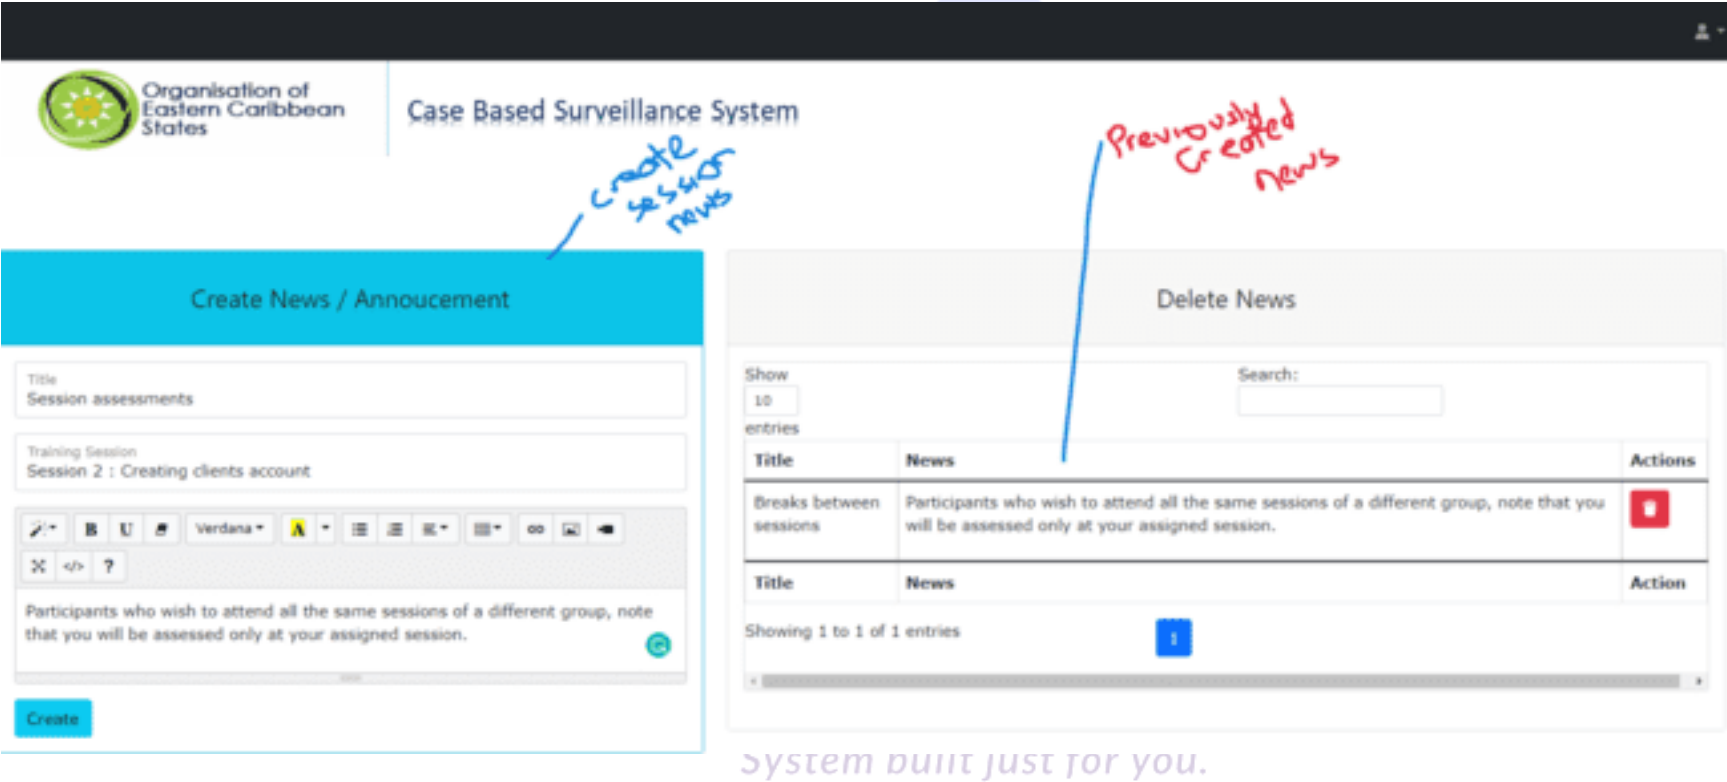 Organisation of
Eastern Caribbean
States
Case Based Surveillance System
create
session
news
Previously
Created
news
Create News / Annoucement
Title
Session assessments
Training Session
Session 2 : Creating clients account
B U Verdana A
</> ?
Participants who wish to attend all the same sessions of a different group, note
that you will be assessed only at your assigned session.
Create
Delete News
Show
10
entries
Search:
Title News Actions
Breaks between
sessions
Participants who wish to attend all the same sessions of a different group, note that you
will be assessed only at your assigned session.
Title News Action
Showing 1 to 1 of 1 entries
1
System built just for you.